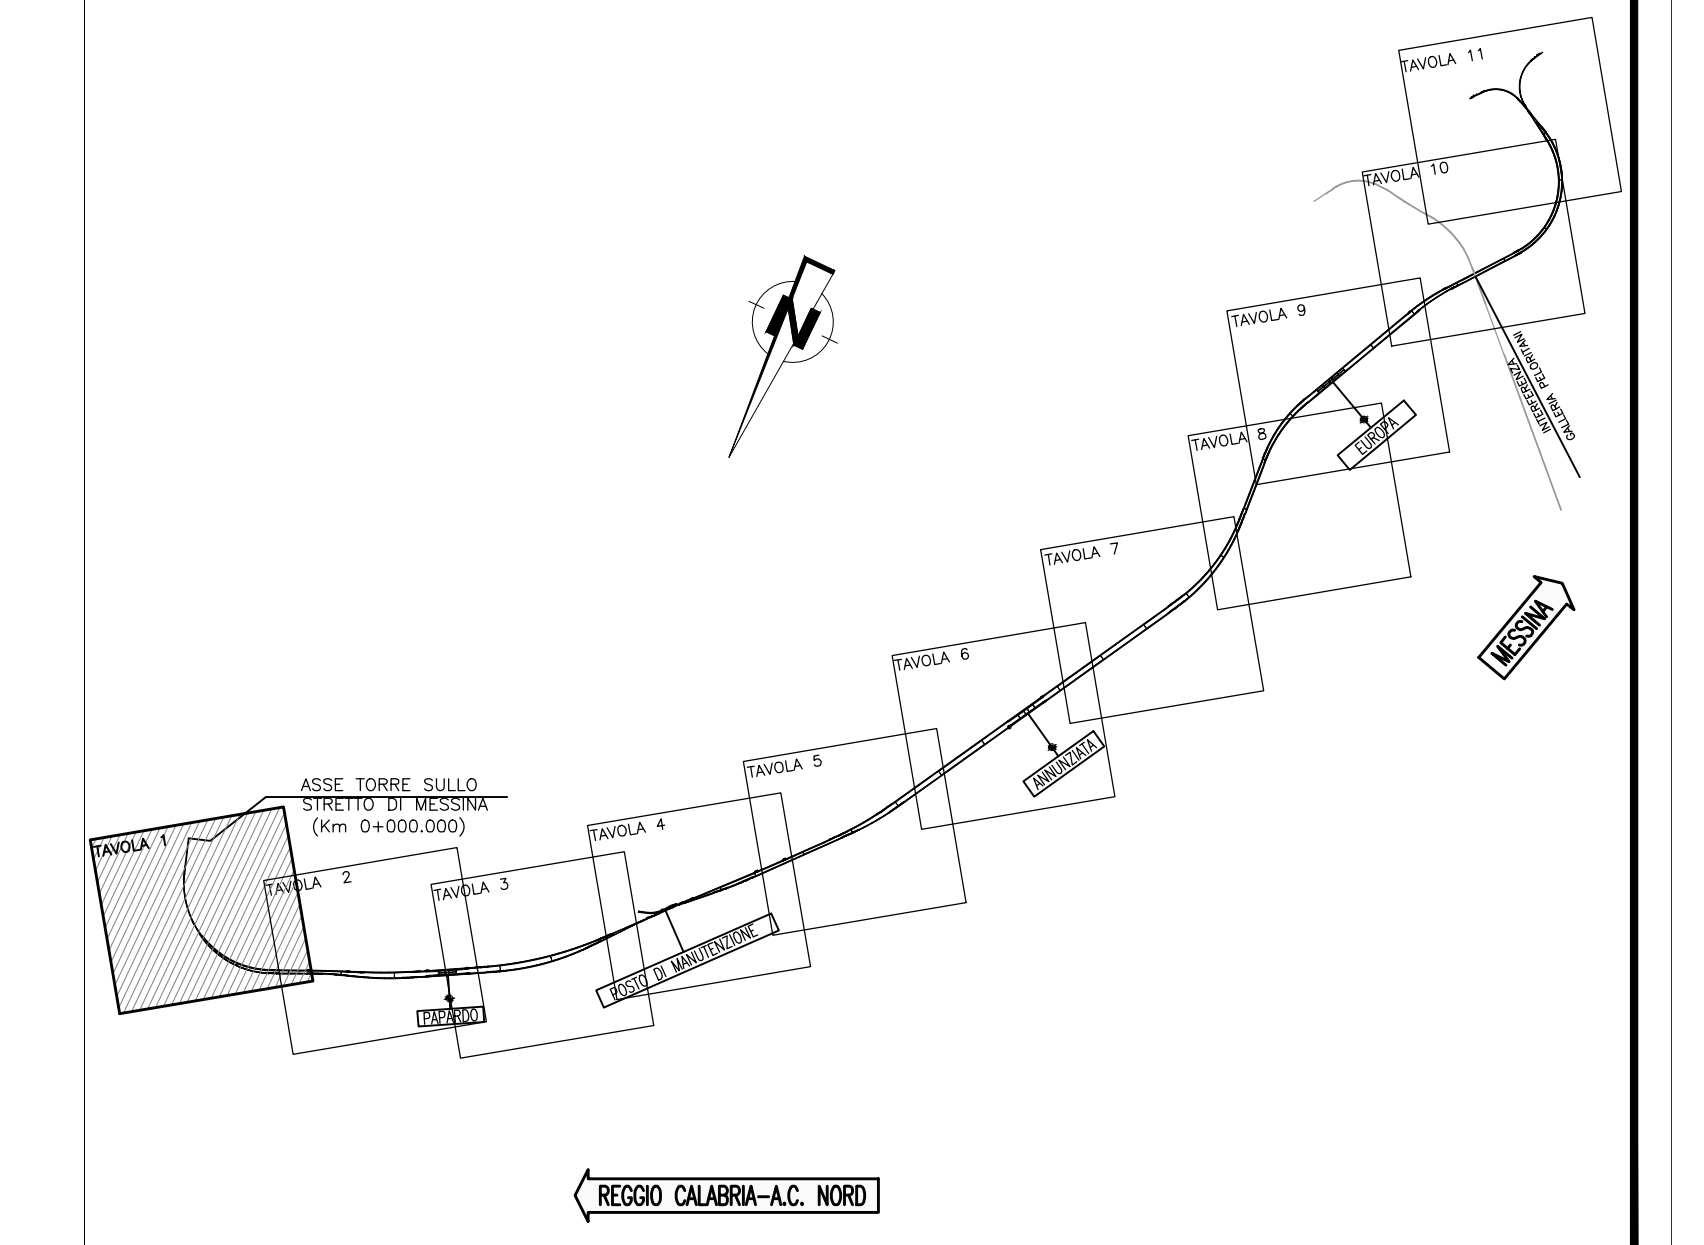 TAVOLA 11
TAVOLA 10
TAVOLA 9
INTERFERENZA
GALLERIA PELORITANI
N
TAVOLA 8
EUROPA
TAVOLA 7
MESSINA
TAVOLA 6
ANNUNZIATA
TAVOLA 5
ASSE TORRE SULLO
STRETTO DI MESSINA
(Km 0+000.000)
TAVOLA 4
TAVOLA 1
TAVOLA 2
TAVOLA 3
POSTO DI MANUTENZIONE
PAPARDO
REGGIO CALABRIA-A.C. NORD